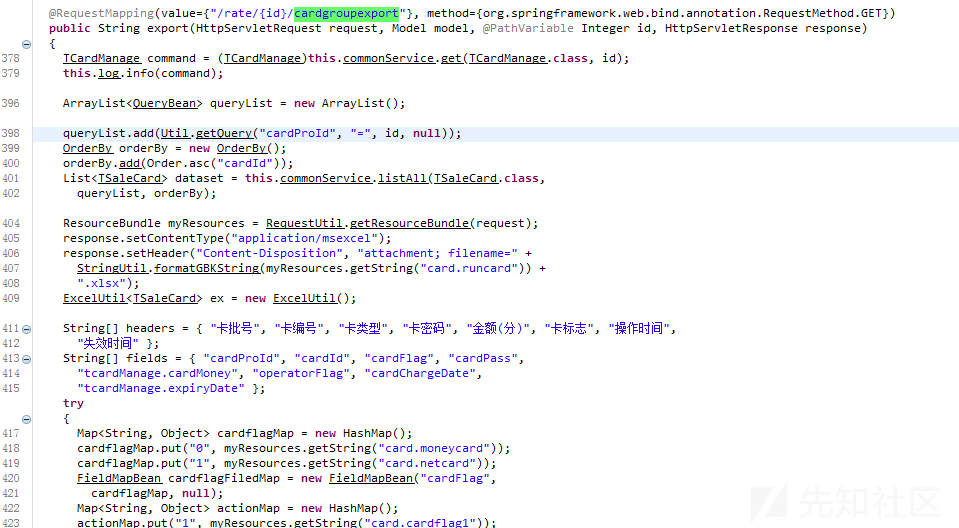 @RequestMapping(value={"/rate/{id}/cardgroupexport"}, method={org.springframework.web.bind.annotation.RequestMethod.GET})
public String export(HttpServletRequest request, Model model, @PathVariable Integer id, HttpServletResponse response)
{
378 TCardManage command = (TCardManage)this.commonService.get(TCardManage.class, id);
379 this.log.info(command);
396 ArrayList<QueryBean> queryList = new ArrayList();
398 queryList.add(Util.getQuery("cardProId", "=", id, null));
399 OrderBy orderBy = new OrderBy();
400 orderBy.add(Order.asc("cardId"));
401 List<TSaleCard> dataset = this.commonService.listAll(TSaleCard.class,
402 queryList, orderBy);
404 ResourceBundle myResources = RequestUtil.getResourceBundle(request);
405 response.setContentType("application/msexcel");
406 response.setHeader("Content-Disposition", "attachment; filename=" +
407 StringUtil.formatGBKString(myResources.getString("card.runcard")) +
408 ".xlsx");
409 ExcelUtil<TSaleCard> ex = new ExcelUtil();
411 String[] headers = { "卡批号", "卡编号", "卡类型", "卡密码", "金额(分)", "卡标志", "操作时间",
412 "失效时间" };
413 String[] fields = { "cardProId", "cardId", "cardFlag", "cardPass",
414 "tcardManage.cardMoney", "operatorFlag", "cardChargeDate",
415 "tcardManage.expiryDate" };
try
{
417 Map<String, Object> cardflagMap = new HashMap();
418 cardflagMap.put("0", myResources.getString("card.moneycard"));
419 cardflagMap.put("1", myResources.getString("card.netcard"));
420 FieldMapBean cardflagFiledMap = new FieldMapBean("cardFlag",
421 cardflagMap, null);
422 Map<String, Object> actionMap = new HashMap();
423 actionMap.put("1", myResources.getString("card.cardflag1"));
先知社区